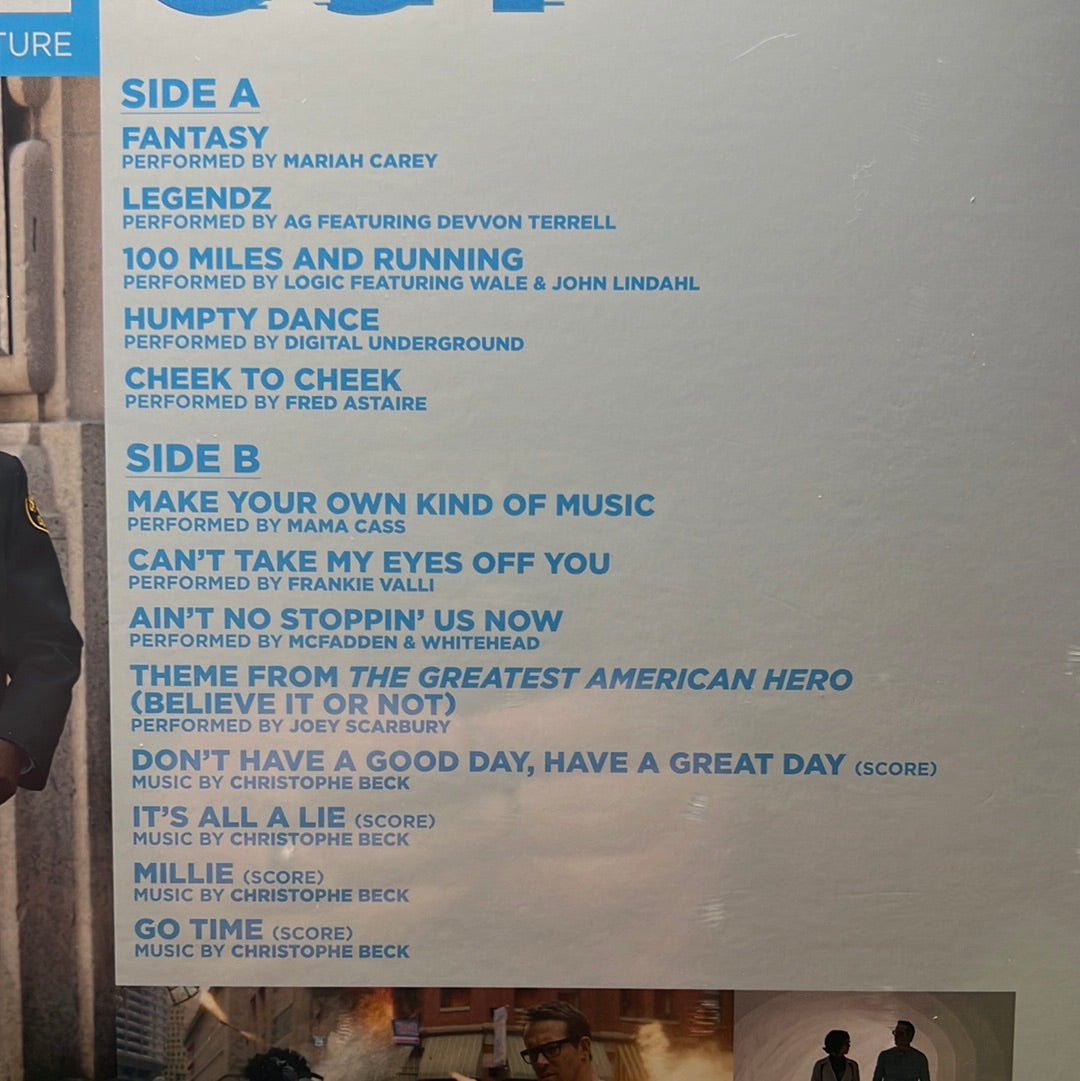 TURE
SIDE A
FANTASY
PERFORMED BY MARIAH CAREY
LEGENDZ
PERFORMED BY AG FEATURING DEVVON TERRELL
100 MILES AND RUNNING
PERFORMED BY LOGIC FEATURING WALE & JOHN LINDAHL
HUMPTY DANCE
PERFORMED BY DIGITAL UNDERGROUND
CHEEK TO CHEEK
PERFORMED BY FRED ASTAIRE
SIDE B
MAKE YOUR OWN KIND OF MUSIC
PERFORMED BY MAMA CASS
CAN'T TAKE MY EYES OFF YOU
PERFORMED BY FRANKIE VALLI
AIN'T NO STOPPIN' US NOW
PERFORMED BY MCFADDEN & WHITEHEAD
THEME FROM THE GREATEST AMERICAN HERO
(BELIEVE IT OR NOT)
PERFORMED BY JOEY SCARBURY
DON'T HAVE A GOOD DAY, HAVE A GREAT DAY (SCORE)
MUSIC BY CHRISTOPHE BECK
IT'S ALL A LIE (SCORE)
MUSIC BY CHRISTOPHE BECK
MILLIE (SCORE)
MUSIC BY CHRISTOPHE BECK
GO TIME (SCORE)
MUSIC BY CHRISTOPHE BECK